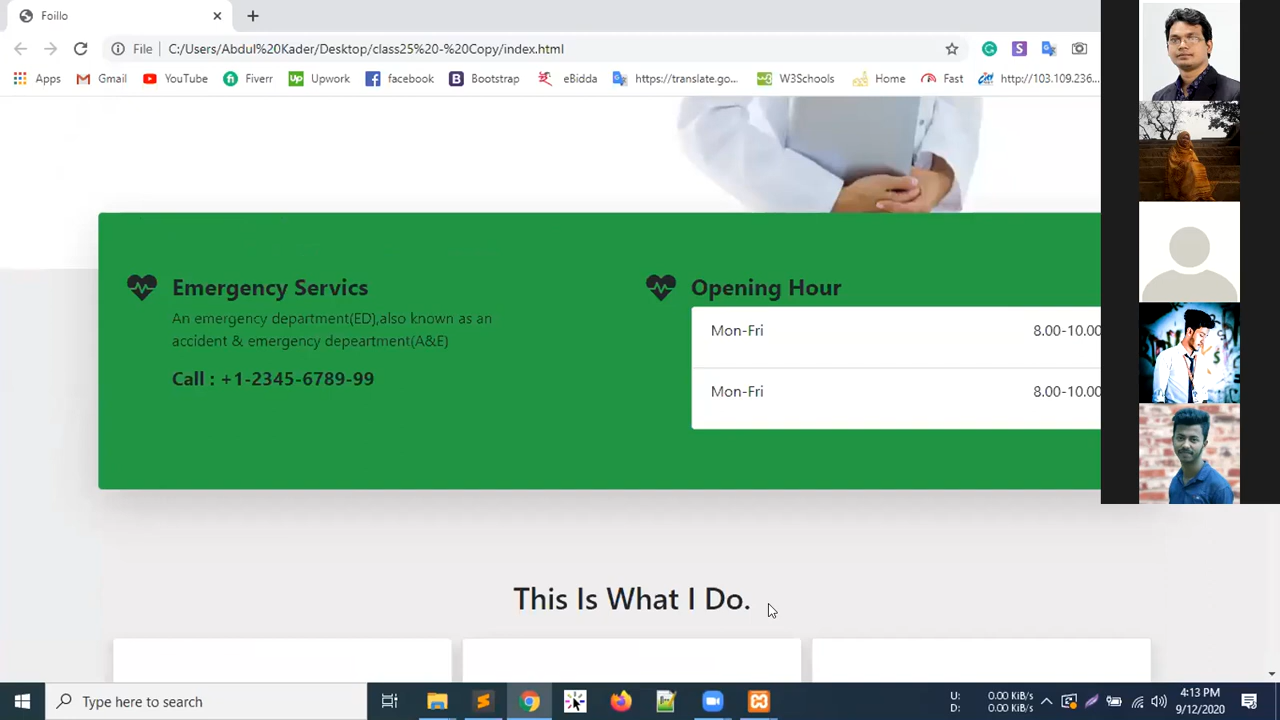 Foillo
File
C:/Users/Abdul%20Kader/Desktop/class25%20-%20Copy/index.html
Apps
Gmail
YouTube
Fiverr
Upwork
facebook
Bootstrap
eBidda
https://translate.go...
W3Schools
Home
Fast
http://103.109.236...
Emergency Servics
An emergency department(ED),also known as an
accident & emergency depeartment(A&E)
Call : +1-2345-6789-99
Opening Hour
Mon-Fri 8.00-10.00
Mon-Fri 8.00-10.00
This Is What I Do.
Type here to search
U: 0.00 KiB/s
D: 0.00 KiB/s
4:13 PM
9/12/2020